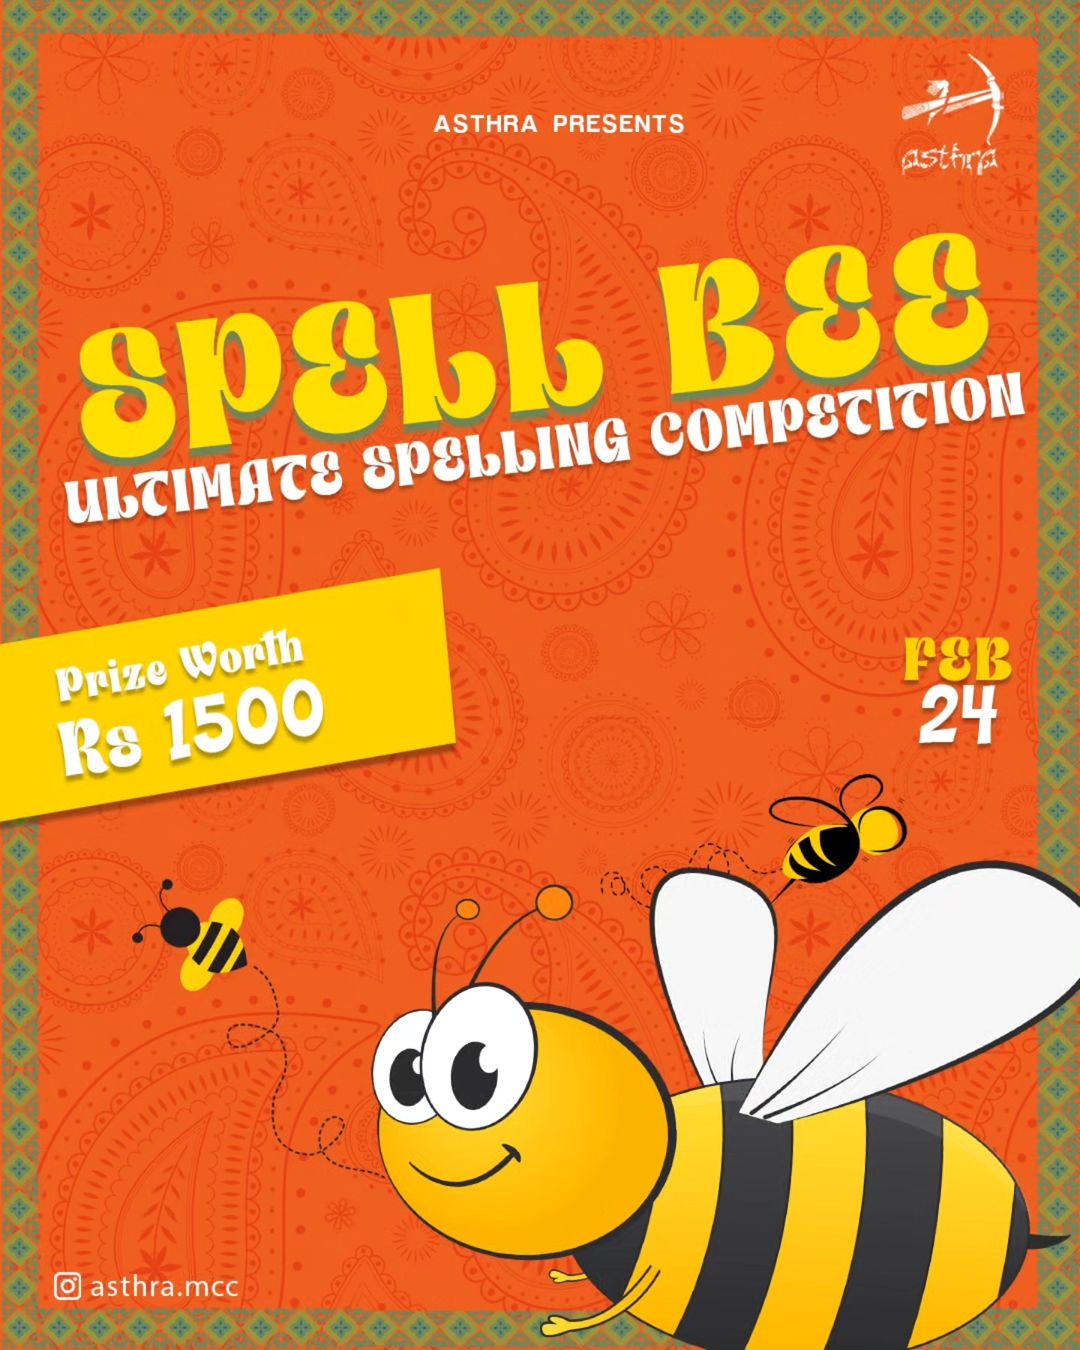 ASTHRA PRESENTS
asthra
SPELL BEE
ULTIMATE SPELLING COMPETITION
Prize Worth
Rs 1500
FEB
24
asthra.mcc